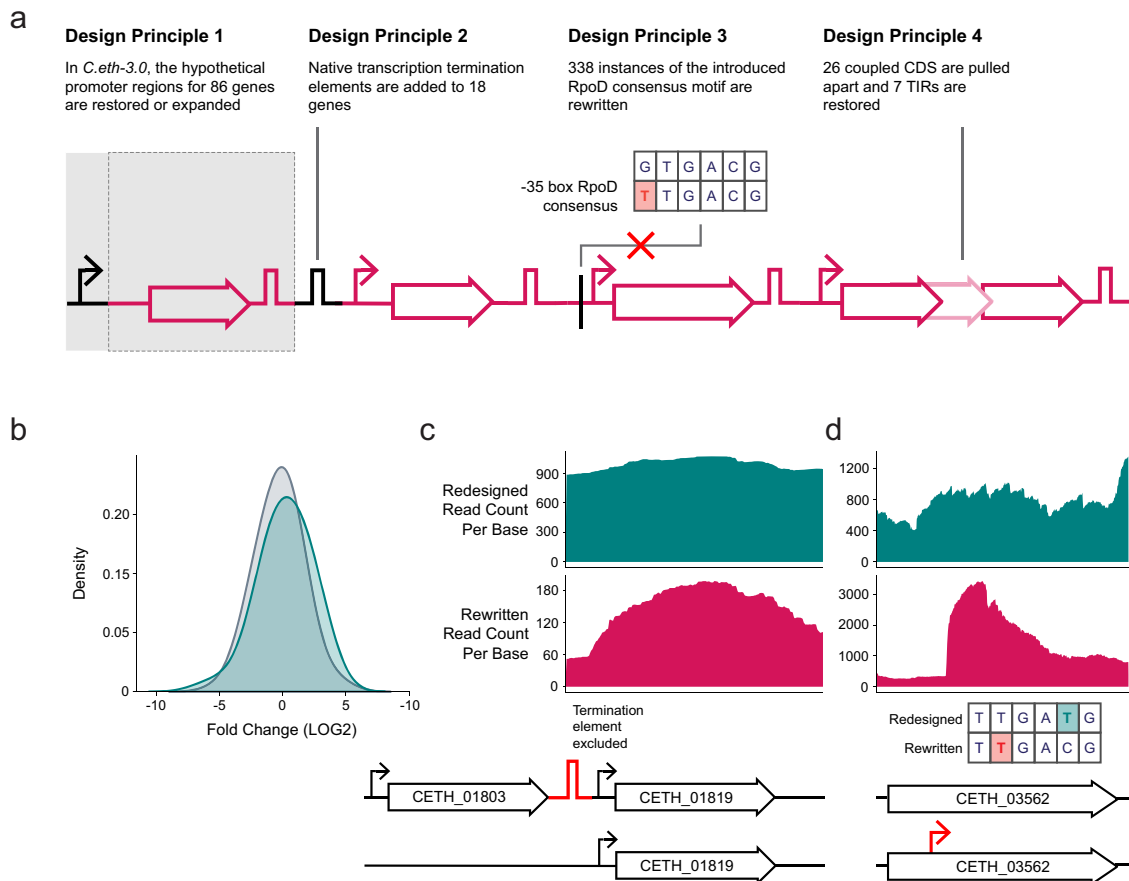 a
Design Principle 1
In C.eth-3.0, the hypothetical
promoter regions for 86 genes
are restored or expanded
Design Principle 2
Native transcription termination
elements are added to 18
genes
Design Principle 3
338 instances of the introduced
RpoD consensus motif are
rewritten
Design Principle 4
26 coupled CDS are pulled
apart and 7 TIRs are
restored
-35 box RpoD
consensus
G T G A C G
T T G A C G
b
0.20
0.15
0.05
0
Density
-10 -5 0 5 -10
Fold Change (LOG2)
c
Redesigned
Read Count
Per Base
900
600
300
0
Rewritten
Read Count
Per Base
180
120
60
0
Termination
element
excluded
CETH_01803
CETH_01819
CETH_01819
d
1200
800
400
0
3000
2000
1000
0
Redesigned T T G A T G
Rewritten T T G A C G
CETH_03562
CETH_03562